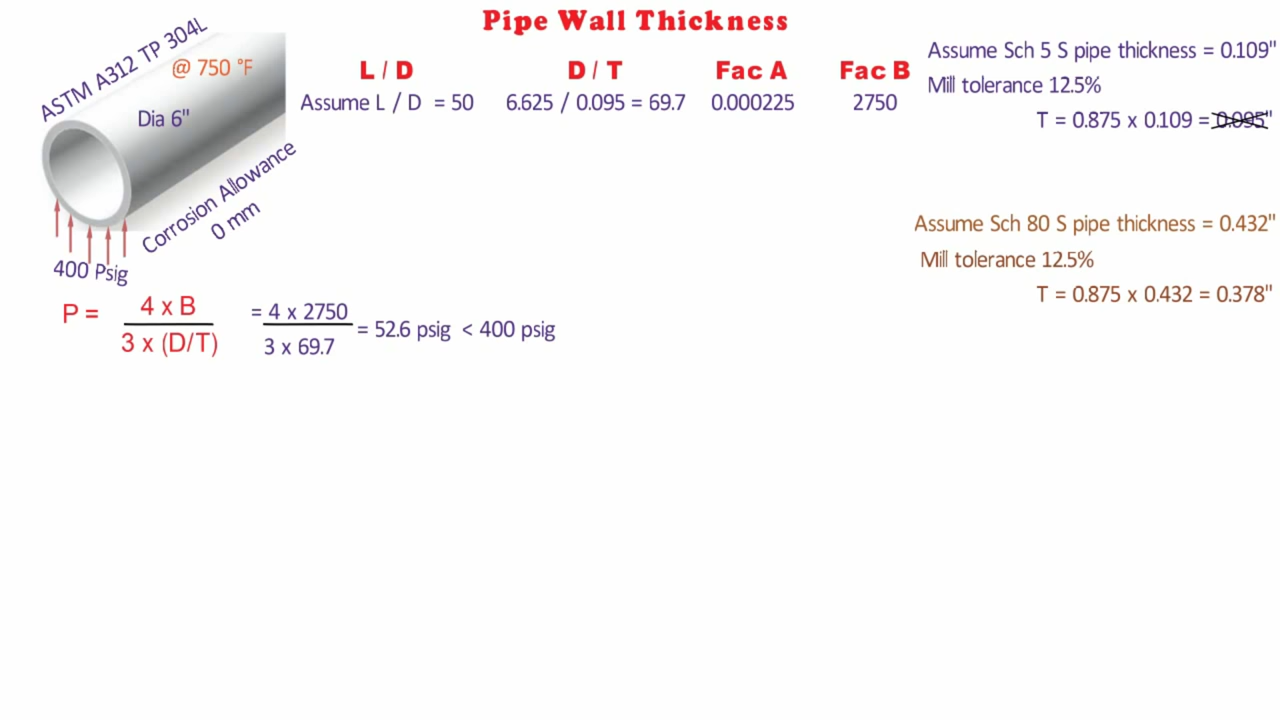 Pipe Wall Thickness
ASTM A312 TP 304L
@ 750 °F
Dia 6"
Corrosion Allowance
0 mm
400 Psig
L / D D / T Fac A Fac B
Assume L / D = 50 6.625 / 0.095 = 69.7 0.000225 2750
Assume Sch 5 S pipe thickness = 0.109"
Mill tolerance 12.5%
T = 0.875 x 0.109 = 0.095"
Assume Sch 80 S pipe thickness = 0.432"
Mill tolerance 12.5%
T = 0.875 x 0.432 = 0.378"
P = 4 x B
3 x (D/T)
= 4 x 2750
3 x 69.7
= 52.6 psig < 400 psig